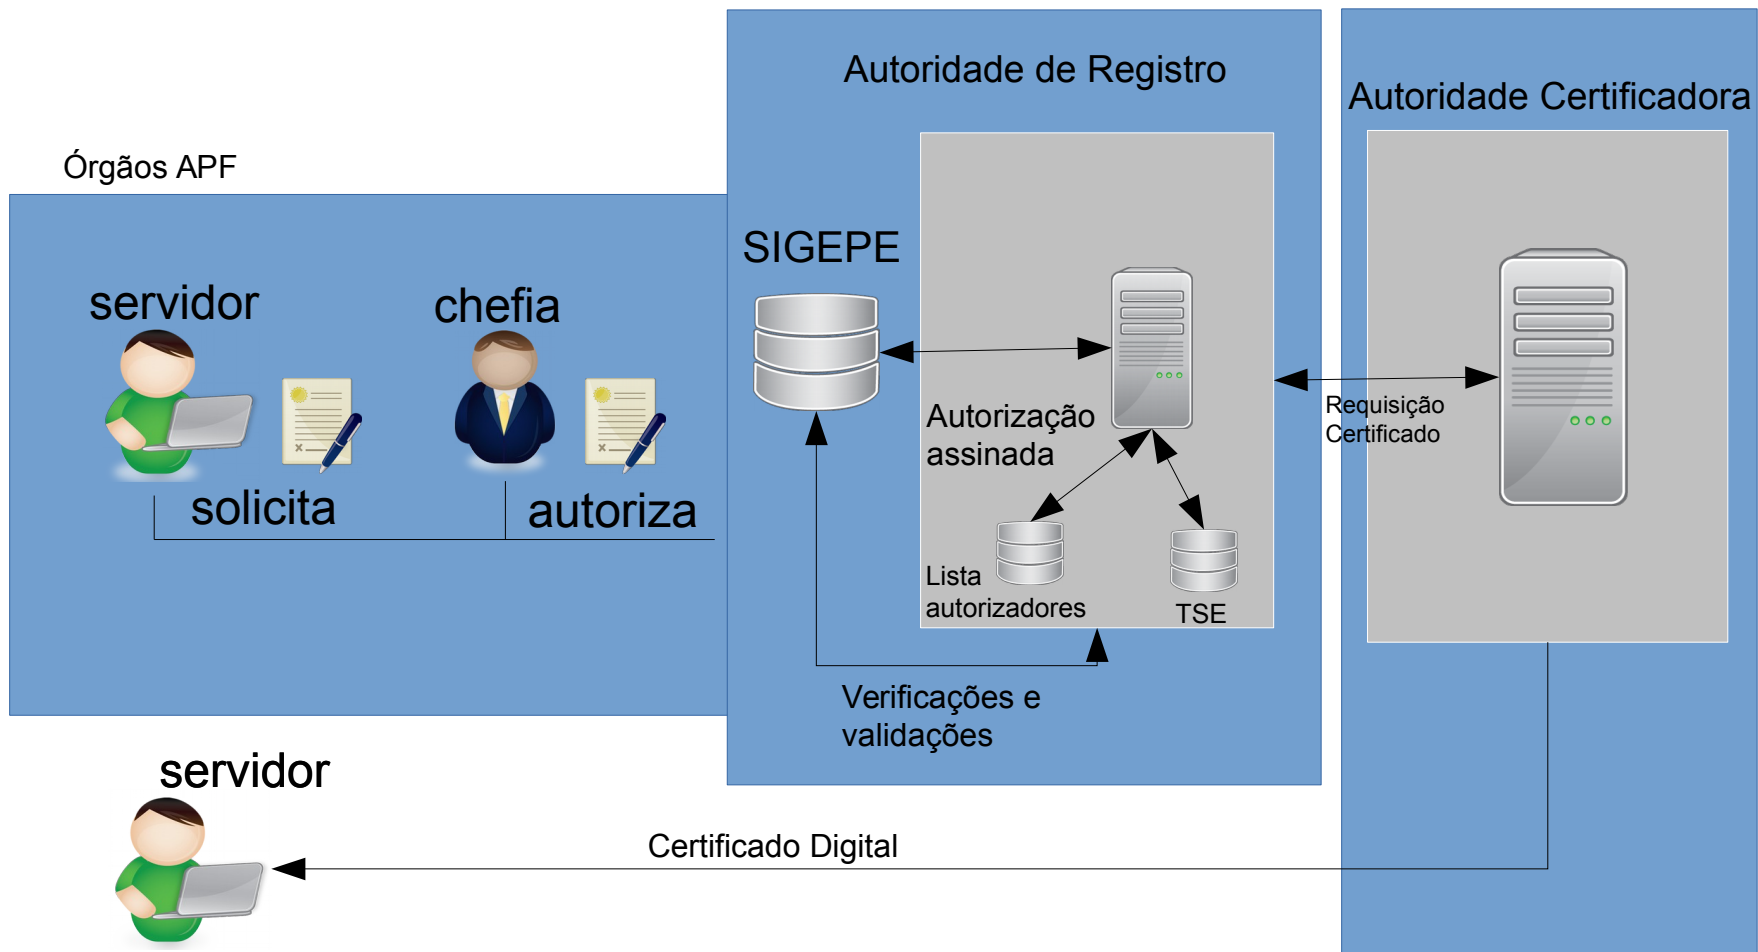 Autoridade de Registro
Autoridade Certificadora
Órgãos APF
SIGEPE
servidor
chefia
solicita
autoriza
Autorização
assinada
Requisição
Certificado
Lista
autorizadores
TSE
Verificações e
validações
servidor
Certificado Digital